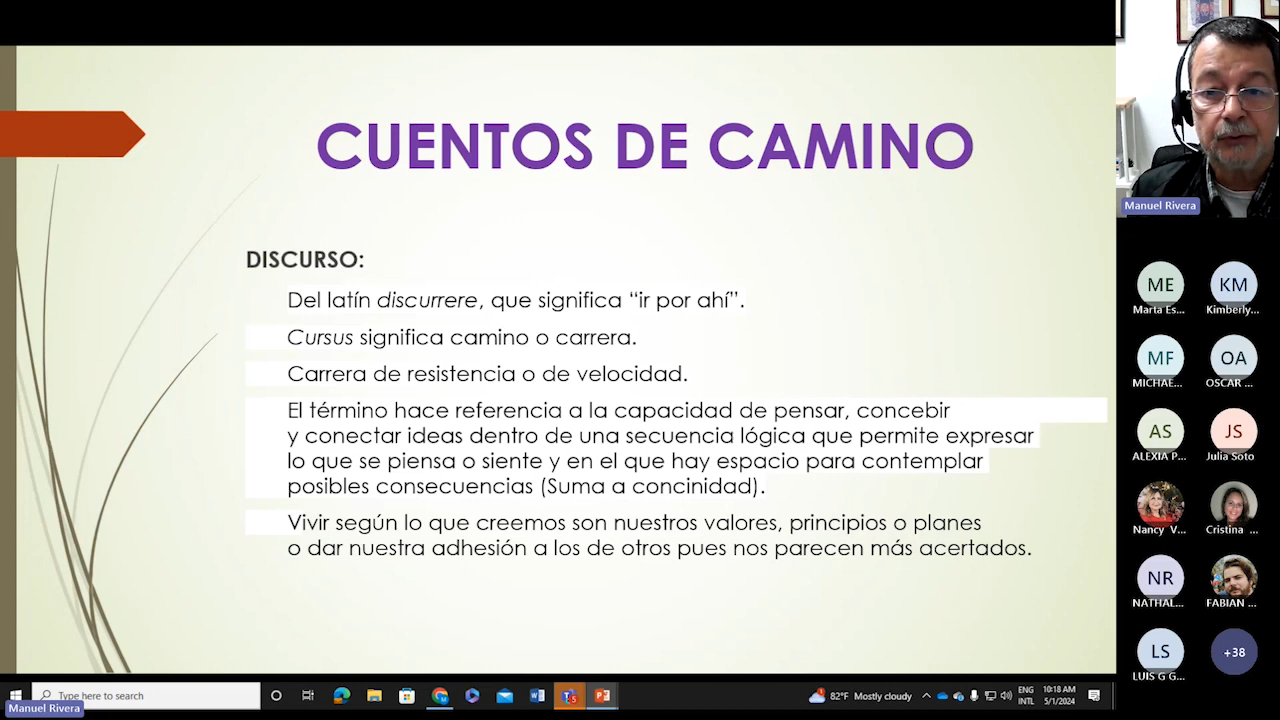 CUENTOS DE CAMINO
DISCURSO:
Del latín discurrere, que significa “ir por ahí”.
Cursus significa camino o carrera.
Carrera de resistencia o de velocidad.
El término hace referencia a la capacidad de pensar, concebir
y conectar ideas dentro de una secuencia lógica que permite expresar
lo que se piensa o siente y en el que hay espacio para contemplar
posibles consecuencias (Suma a concinidad).
Vivir según lo que creemos son nuestros valores, principios o planes
o dar nuestra adhesión a los de otros pues nos parecen más acertados.
Manuel Rivera
ME KM
Marta Es... Kimberly...
MF OA
MICHAE... OSCAR ...
AS JS
ALEXIA P... Julia Soto
Nancy V... Cristina ...
NR
NATHAL... FABIAN ...
LS +38
LUIS G G...
Type here to search
82°F Mostly cloudy
ENG 10:18 AM
INTL 5/1/2024
Manuel Rivera